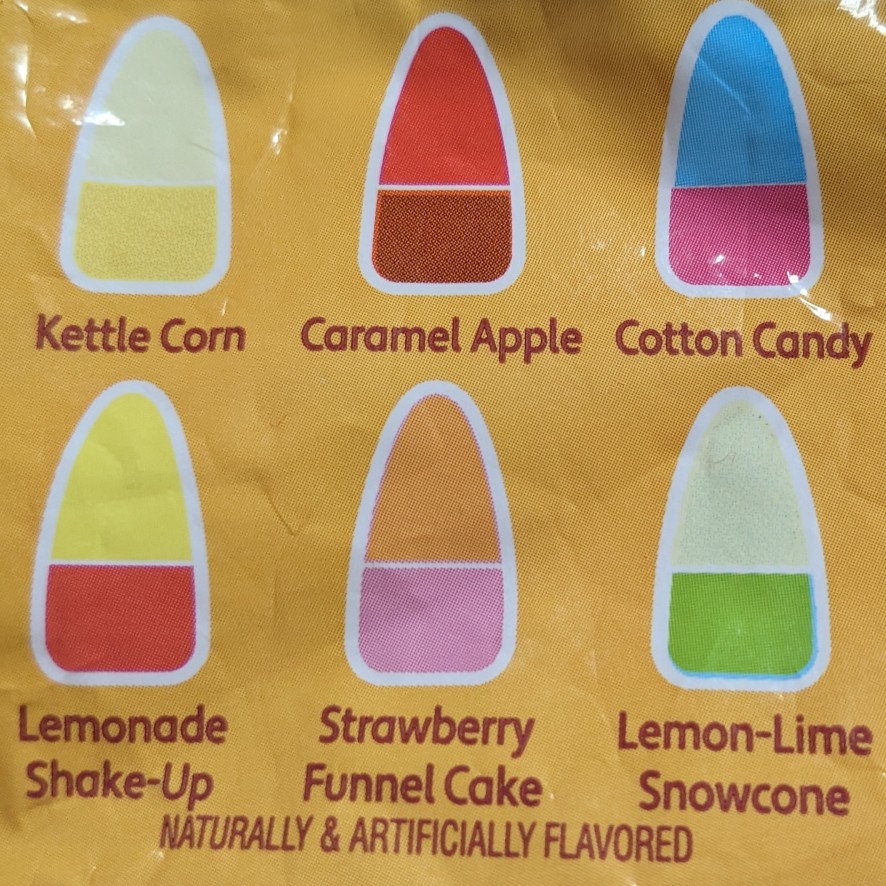 Kettle Corn
Caramel Apple
Cotton Candy
Lemonade
Shake-Up
Strawberry
Funnel Cake
Lemon-Lime
Snowcone
NATURALLY & ARTIFICIALLY FLAVORED